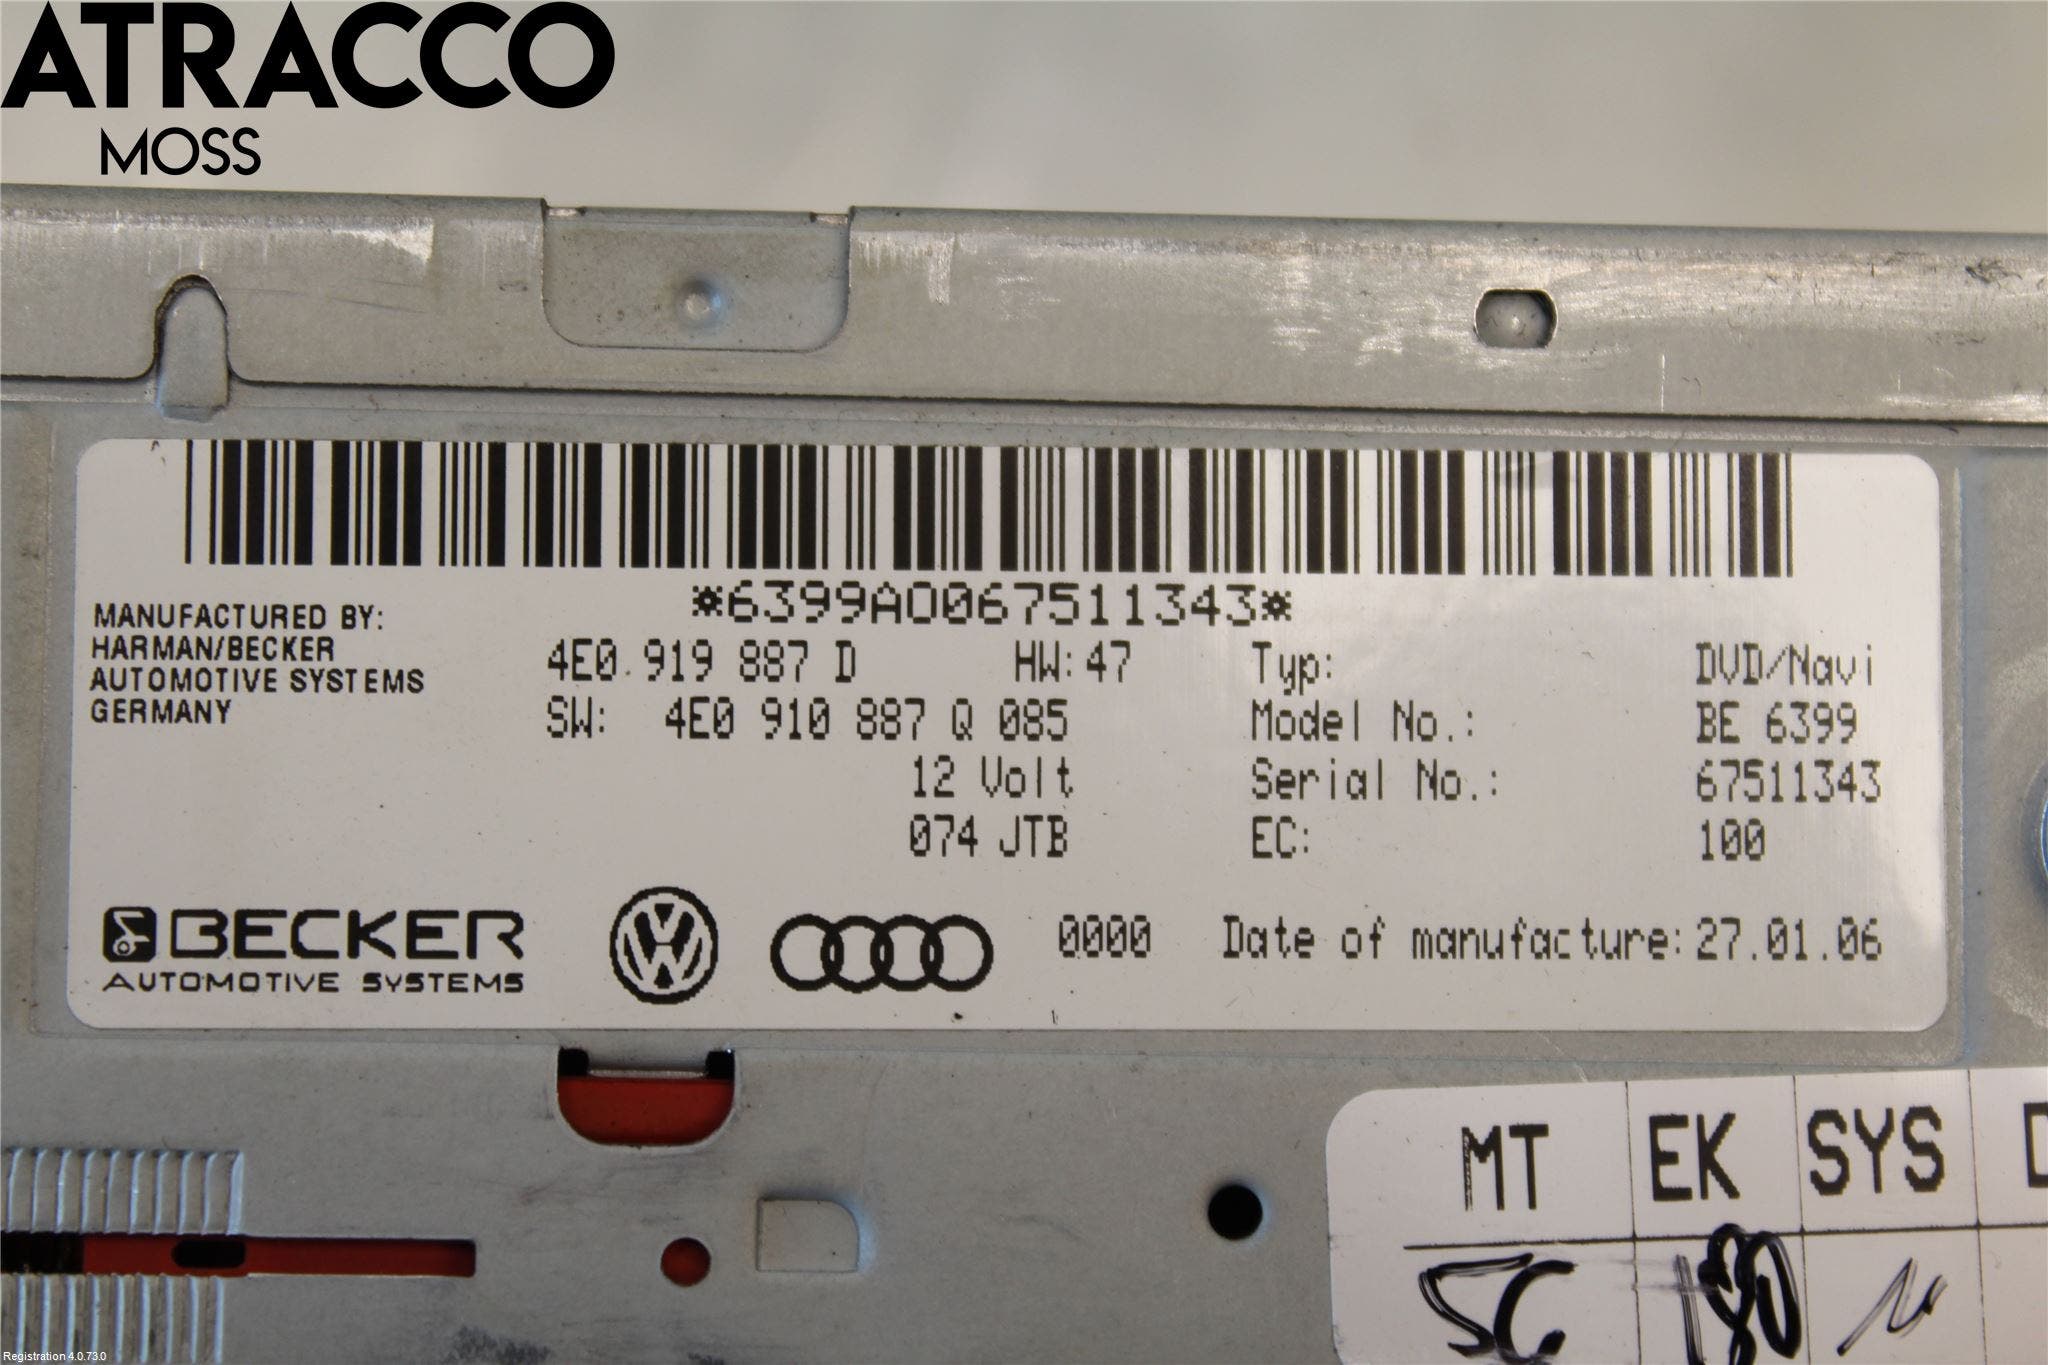 ATRACCO
MOSS
*6399A0067511343*
MANUFACTURED BY:
HARMAN/BECKER
AUTOMOTIVE SYSTEMS
GERMANY
4E0 919 887 D HW: 47
SW: 4E0 910 887 Q 085
12 Volt
074 JTB
Typ: DVD/Navi
Model No.: BE 6399
Serial No.: 67511343
EC: 100
BECKER
AUTOMOTIVE SYSTEMS
0000 Date of manufacture: 27.01.06
MT EK SYS
Registration 4.0.73.0